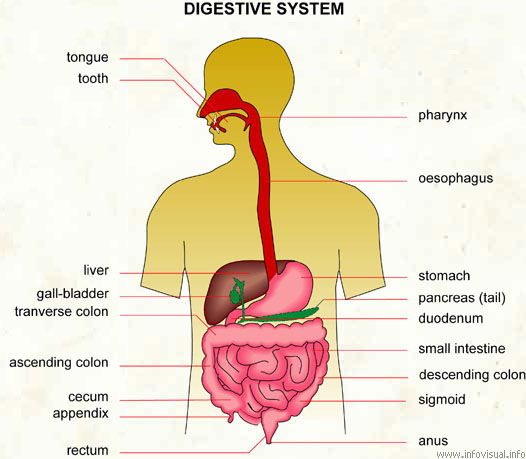 DIGESTIVE SYSTEM
tongue
tooth
pharynx
oesophagus
liver
gall-bladder
tranverse colon
ascending colon
cecum
appendix
rectum
stomach
pancreas (tail)
duodenum
small intestine
descending colon
sigmoid
anus
www.infovisual.info